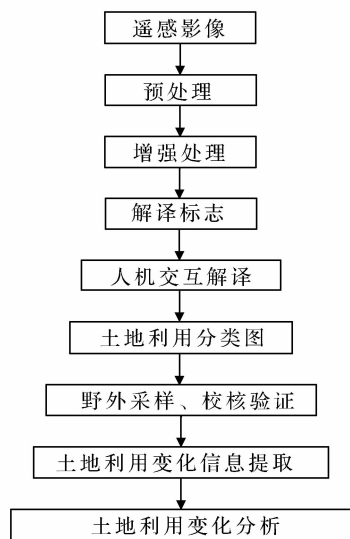 遥感影像
预处理
增强处理
解译标志
人机交互解译
土地利用分类图
野外采样、校核验证
土地利用变化信息提取
土地利用变化分析